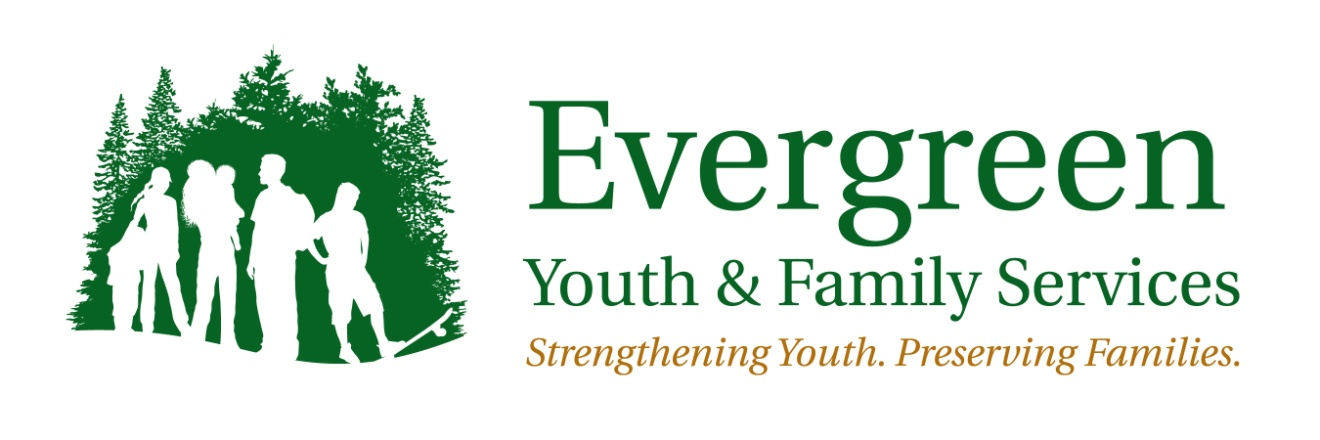 Evergreen
Youth & Family Services
Strengthening Youth. Preserving Families.